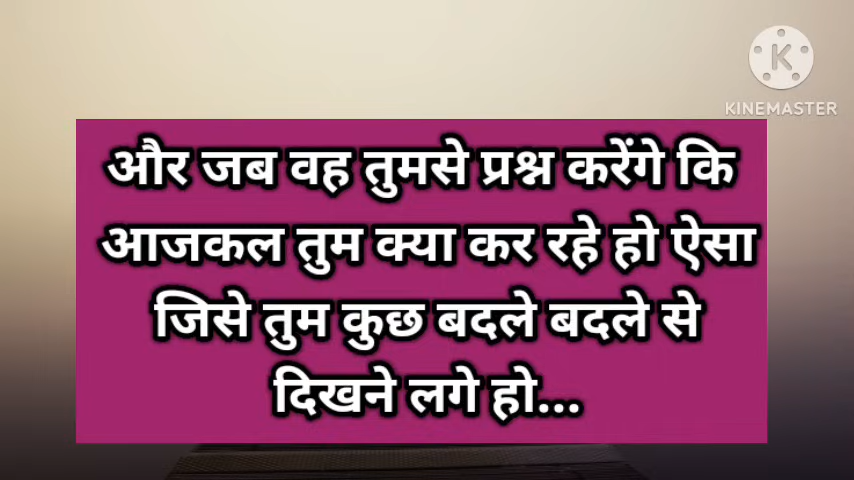 KINEMASTER
और जब वह तुमसे प्रश्न करेंगे कि
आजकल तुम क्या कर रहे हो ऐसा
जिसे तुम कुछ बदले बदले से
दिखने लगे हो...